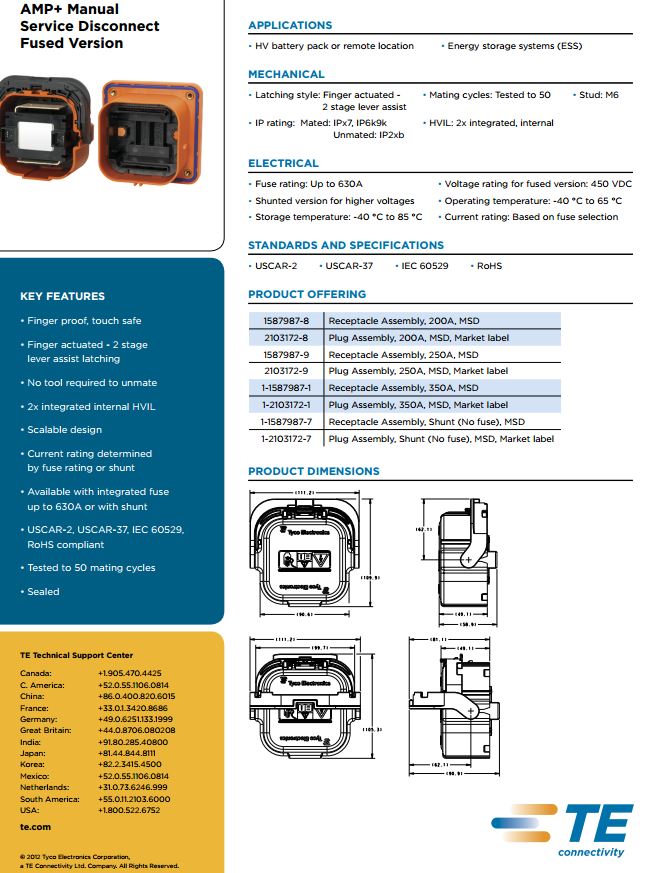 AMP+ Manual
Service Disconnect
Fused Version
KEY FEATURES
• Finger proof, touch safe
• Finger actuated - 2 stage
lever assist latching
• No tool required to unmate
• 2x integrated internal HVIL
• Scalable design
• Current rating determined
by fuse rating or shunt
• Available with integrated fuse
up to 630A or with shunt
• USCAR-2, USCAR-37, IEC 60529,
RoHS compliant
• Tested to 50 mating cycles
• Sealed
TE Technical Support Center
Canada: +1.905.470.4425
C. America: +52.0.55.1106.0814
China: +86.0.400.820.6015
France: +33.0.1.3420.8686
Germany: +49.0.6251.133.1999
Great Britain: +44.0.8706.080208
India: +91.80.285.40800
Japan: +81.44.844.8111
Korea: +82.2.3415.4500
Mexico: +52.0.55.1106.0814
Netherlands: +31.0.73.6246.999
South America: +55.0.11.2103.6000
USA: +1.800.522.6752
te.com
© 2012 Tyco Electronics Corporation,
a TE Connectivity Ltd. Company. All Rights Reserved.
APPLICATIONS
• HV battery pack or remote location • Energy storage systems (ESS)
MECHANICAL
• Latching style: Finger actuated - • Mating cycles: Tested to 50 • Stud: M6
2 stage lever assist
• IP rating: Mated: IPx7, IP6k9k • HVIL: 2x integrated, internal
Unmated: IP2xb
ELECTRICAL
• Fuse rating: Up to 630A • Voltage rating for fused version: 450 VDC
• Shunted version for higher voltages • Operating temperature: -40 °C to 65 °C
• Storage temperature: -40 °C to 85 °C • Current rating: Based on fuse selection
STANDARDS AND SPECIFICATIONS
• USCAR-2 • USCAR-37 • IEC 60529 • RoHS
PRODUCT OFFERING
1587987-8 Receptacle Assembly, 200A, MSD
2103172-8 Plug Assembly, 200A, MSD, Market label
1587987-9 Receptacle Assembly, 250A, MSD
2103172-9 Plug Assembly, 250A, MSD, Market label
1-1587987-1 Receptacle Assembly, 350A, MSD
1-2103172-1 Plug Assembly, 350A, MSD, Market label
1-1587987-7 Receptacle Assembly, Shunt (No fuse), MSD
1-2103172-7 Plug Assembly, Shunt (No fuse), MSD, Market label
PRODUCT DIMENSIONS
(111.2)
Tyco Electronics
TE
Tyco Electronics
(90.6)
(62.1)
(49.1)
(58.9)
(111.2)
(99.7)
Tyco Electronics
TE
Tyco Electronics
(81.1)
(49.1)
(62.1)
(90.9)
TE
connectivity